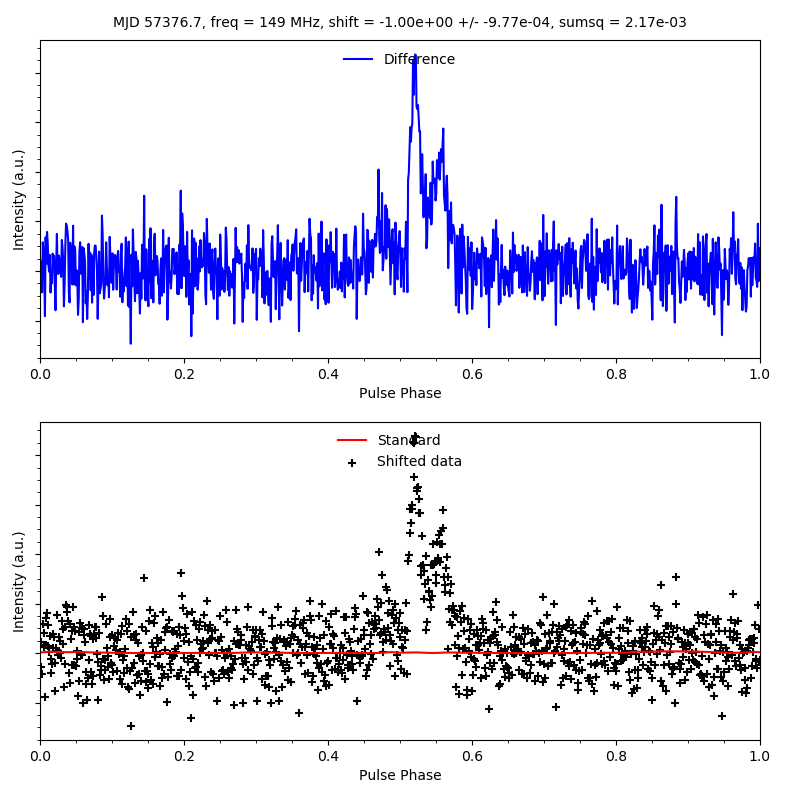 MJD 57376.7, freq = 149 MHz, shift = -1.00e+00 +/- -9.77e-04, sumsq = 2.17e-03
Difference
Intensity (a.u.)
0.0 0.2 0.4 0.6 0.8 1.0
Pulse Phase
Standard
Shifted data
Intensity (a.u.)
0.0 0.2 0.4 0.6 0.8 1.0
Pulse Phase